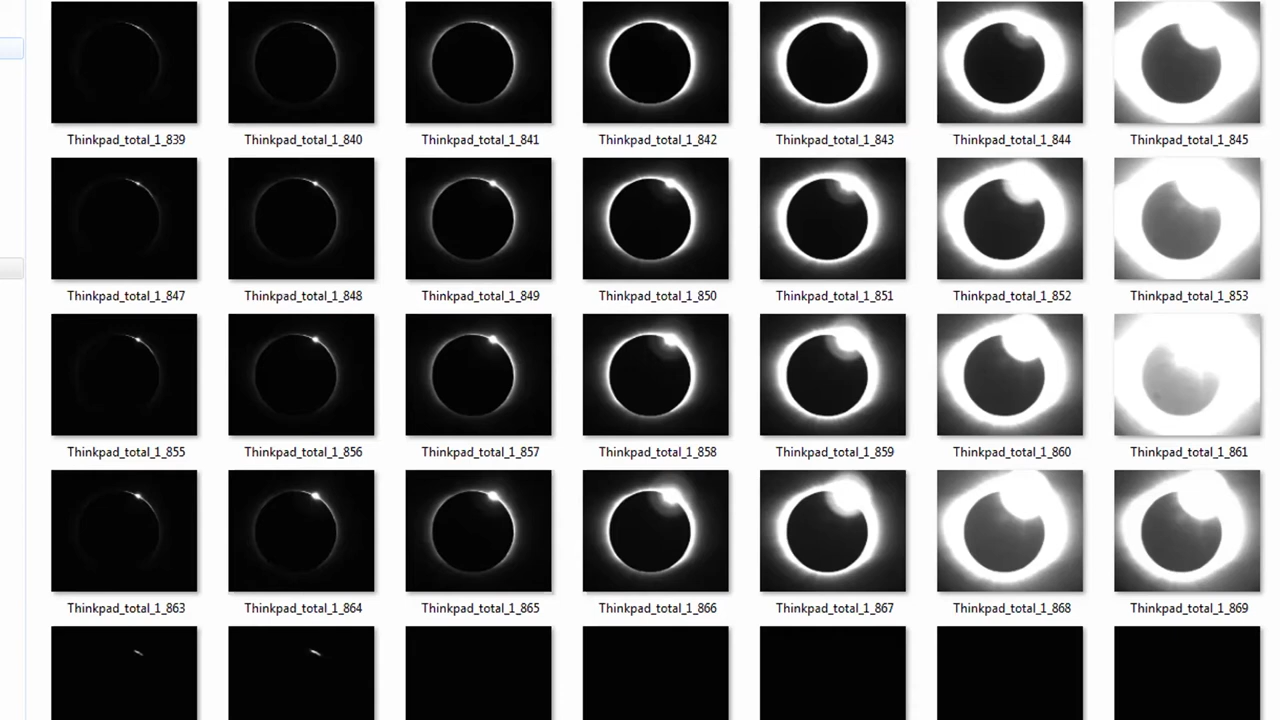 Thinkpad_total_1_839 Thinkpad_total_1_840 Thinkpad_total_1_841 Thinkpad_total_1_842 Thinkpad_total_1_843 Thinkpad_total_1_844 Thinkpad_total_1_845
Thinkpad_total_1_847 Thinkpad_total_1_848 Thinkpad_total_1_849 Thinkpad_total_1_850 Thinkpad_total_1_851 Thinkpad_total_1_852 Thinkpad_total_1_853
Thinkpad_total_1_855 Thinkpad_total_1_856 Thinkpad_total_1_857 Thinkpad_total_1_858 Thinkpad_total_1_859 Thinkpad_total_1_860 Thinkpad_total_1_861
Thinkpad_total_1_863 Thinkpad_total_1_864 Thinkpad_total_1_865 Thinkpad_total_1_866 Thinkpad_total_1_867 Thinkpad_total_1_868 Thinkpad_total_1_869